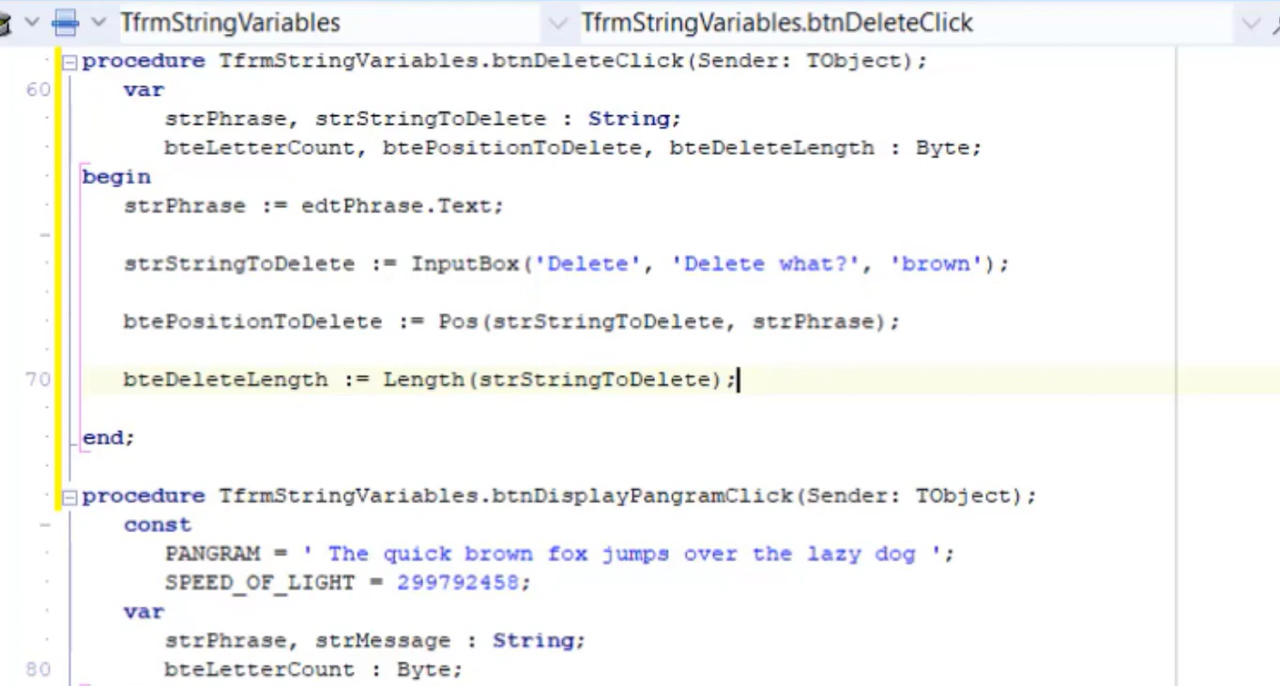 TfrmStringVariables TfrmStringVariables.btnDeleteClick
procedure TfrmStringVariables.btnDeleteClick(Sender: TObject);
60 var
strPhrase, strStringToDelete : String;
bteLetterCount, btePositionToDelete, bteDeleteLength : Byte;
begin
strPhrase := edtPhrase.Text;
strStringToDelete := InputBox('Delete', 'Delete what?', 'brown');
btePositionToDelete := Pos(strStringToDelete, strPhrase);
70 bteDeleteLength := Length(strStringToDelete);
end;
procedure TfrmStringVariables.btnDisplayPangramClick(Sender: TObject);
const
PANGRAM = ' The quick brown fox jumps over the lazy dog ';
SPEED_OF_LIGHT = 299792458;
var
strPhrase, strMessage : String;
80 bteLetterCount : Byte;